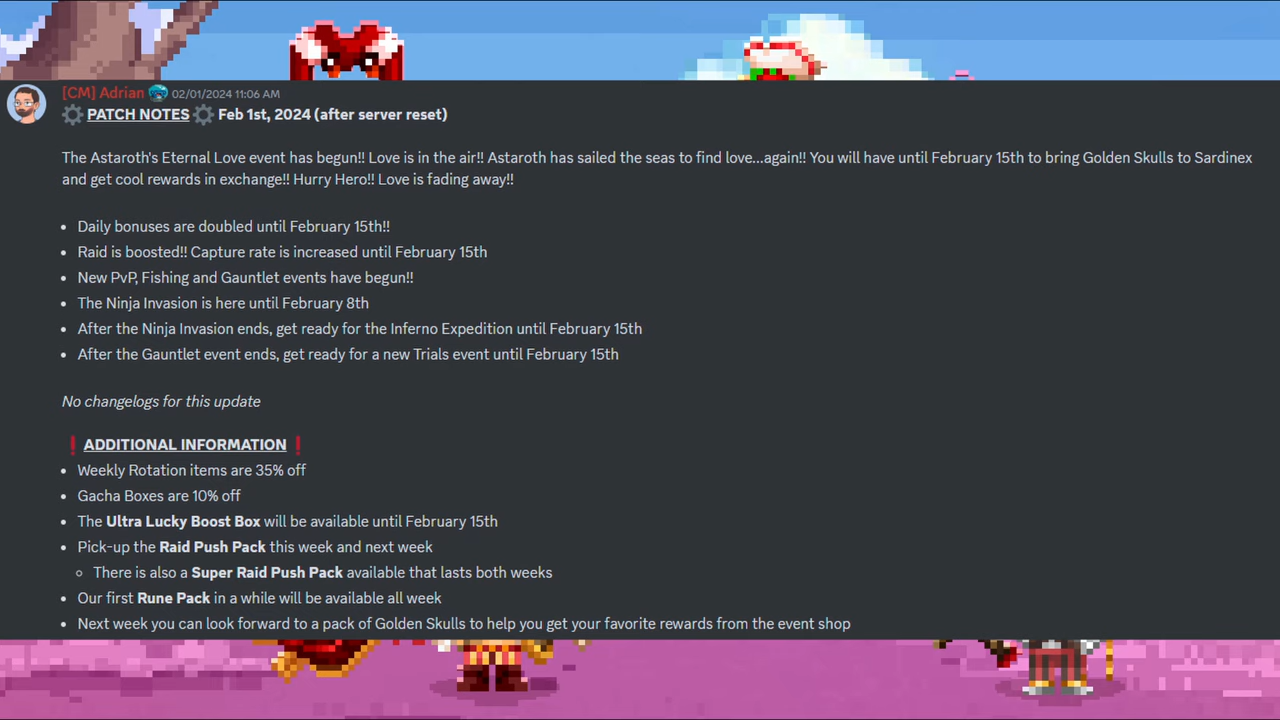 [CM] Adrian 02/01/2024 11:06 AM
PATCH NOTES Feb 1st, 2024 (after server reset)
The Astaroth's Eternal Love event has begun!! Love is in the air!! Astaroth has sailed the seas to find love...again!! You will have until February 15th to bring Golden Skulls to Sardinex
and get cool rewards in exchange!! Hurry Hero!! Love is fading away!!
• Daily bonuses are doubled until February 15th!!
• Raid is boosted!! Capture rate is increased until February 15th
• New PvP, Fishing and Gauntlet events have begun!!
• The Ninja Invasion is here until February 8th
• After the Ninja Invasion ends, get ready for the Inferno Expedition until February 15th
• After the Gauntlet event ends, get ready for a new Trials event until February 15th
No changelogs for this update
❗ ADDITIONAL INFORMATION ❗
• Weekly Rotation items are 35% off
• Gacha Boxes are 10% off
• The Ultra Lucky Boost Box will be available until February 15th
• Pick-up the Raid Push Pack this week and next week
◦ There is also a Super Raid Push Pack available that lasts both weeks
• Our first Rune Pack in a while will be available all week
• Next week you can look forward to a pack of Golden Skulls to help you get your favorite rewards from the event shop